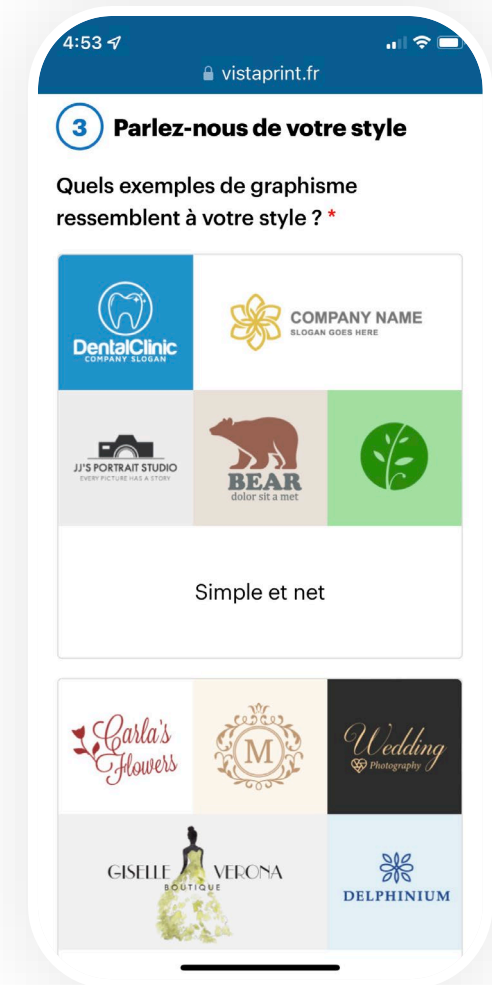 4:53
vistaprint.fr
3 Parlez-nous de votre style
Quels exemples de graphisme
ressemblent à votre style ? *
DentalClinic
COMPANY SLOGAN
COMPANY NAME
SLOGAN GOES HERE
JJ'S PORTRAIT STUDIO
EVERY PICTURE HAS A STORY
BEAR
dolor sit a met
Simple et net
Carla's
Flowers
M
Wedding
Photography
GISELLE VERONA
BOUTIQUE
DELPHINIUM